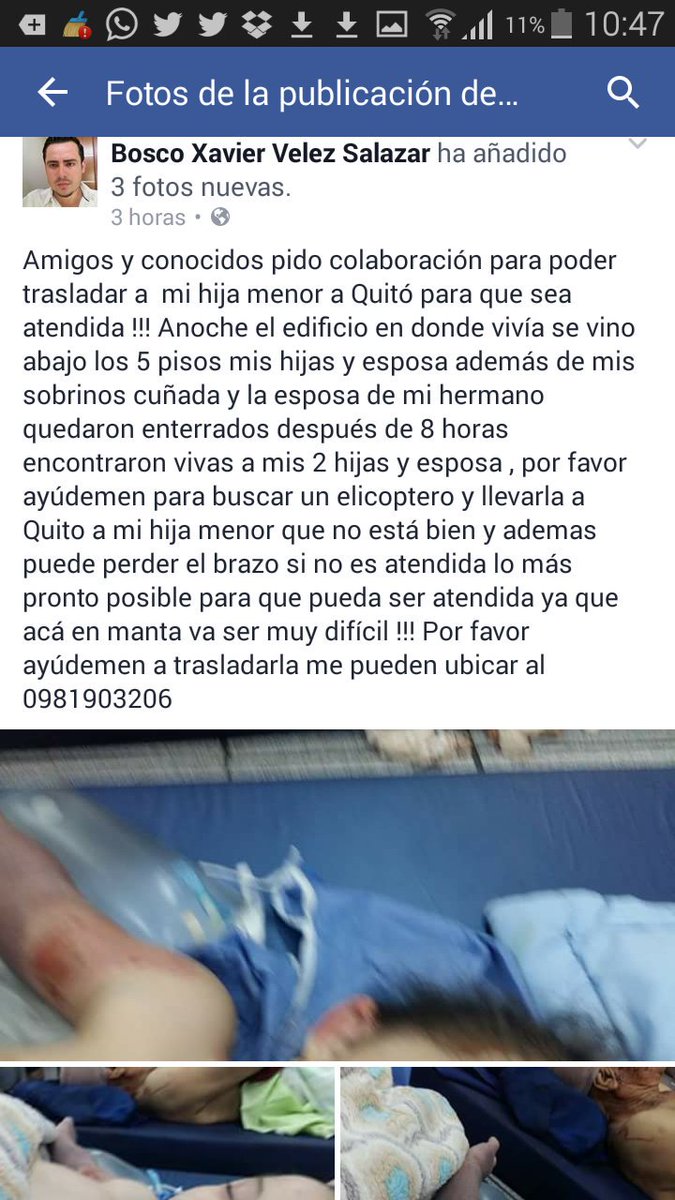 11% 10:47
Fotos de la publicación de...
Bosco Xavier Velez Salazar ha añadido
3 fotos nuevas.
3 horas •
Amigos y conocidos pido colaboración para poder
trasladar a mi hija menor a Quitó para que sea
atendida !!! Anoche el edificio en donde vivía se vino
abajo los 5 pisos mis hijas y esposa además de mis
sobrinos cuñada y la esposa de mi hermano
quedaron enterrados después de 8 horas
encontraron vivas a mis 2 hijas y esposa , por favor
ayúdemen para buscar un elicoptero y llevarla a
Quito a mi hija menor que no está bien y ademas
puede perder el brazo si no es atendida lo más
pronto posible para que pueda ser atendida ya que
acá en manta va ser muy difícil !!! Por favor
ayúdemen a trasladarla me pueden ubicar al
0981903206